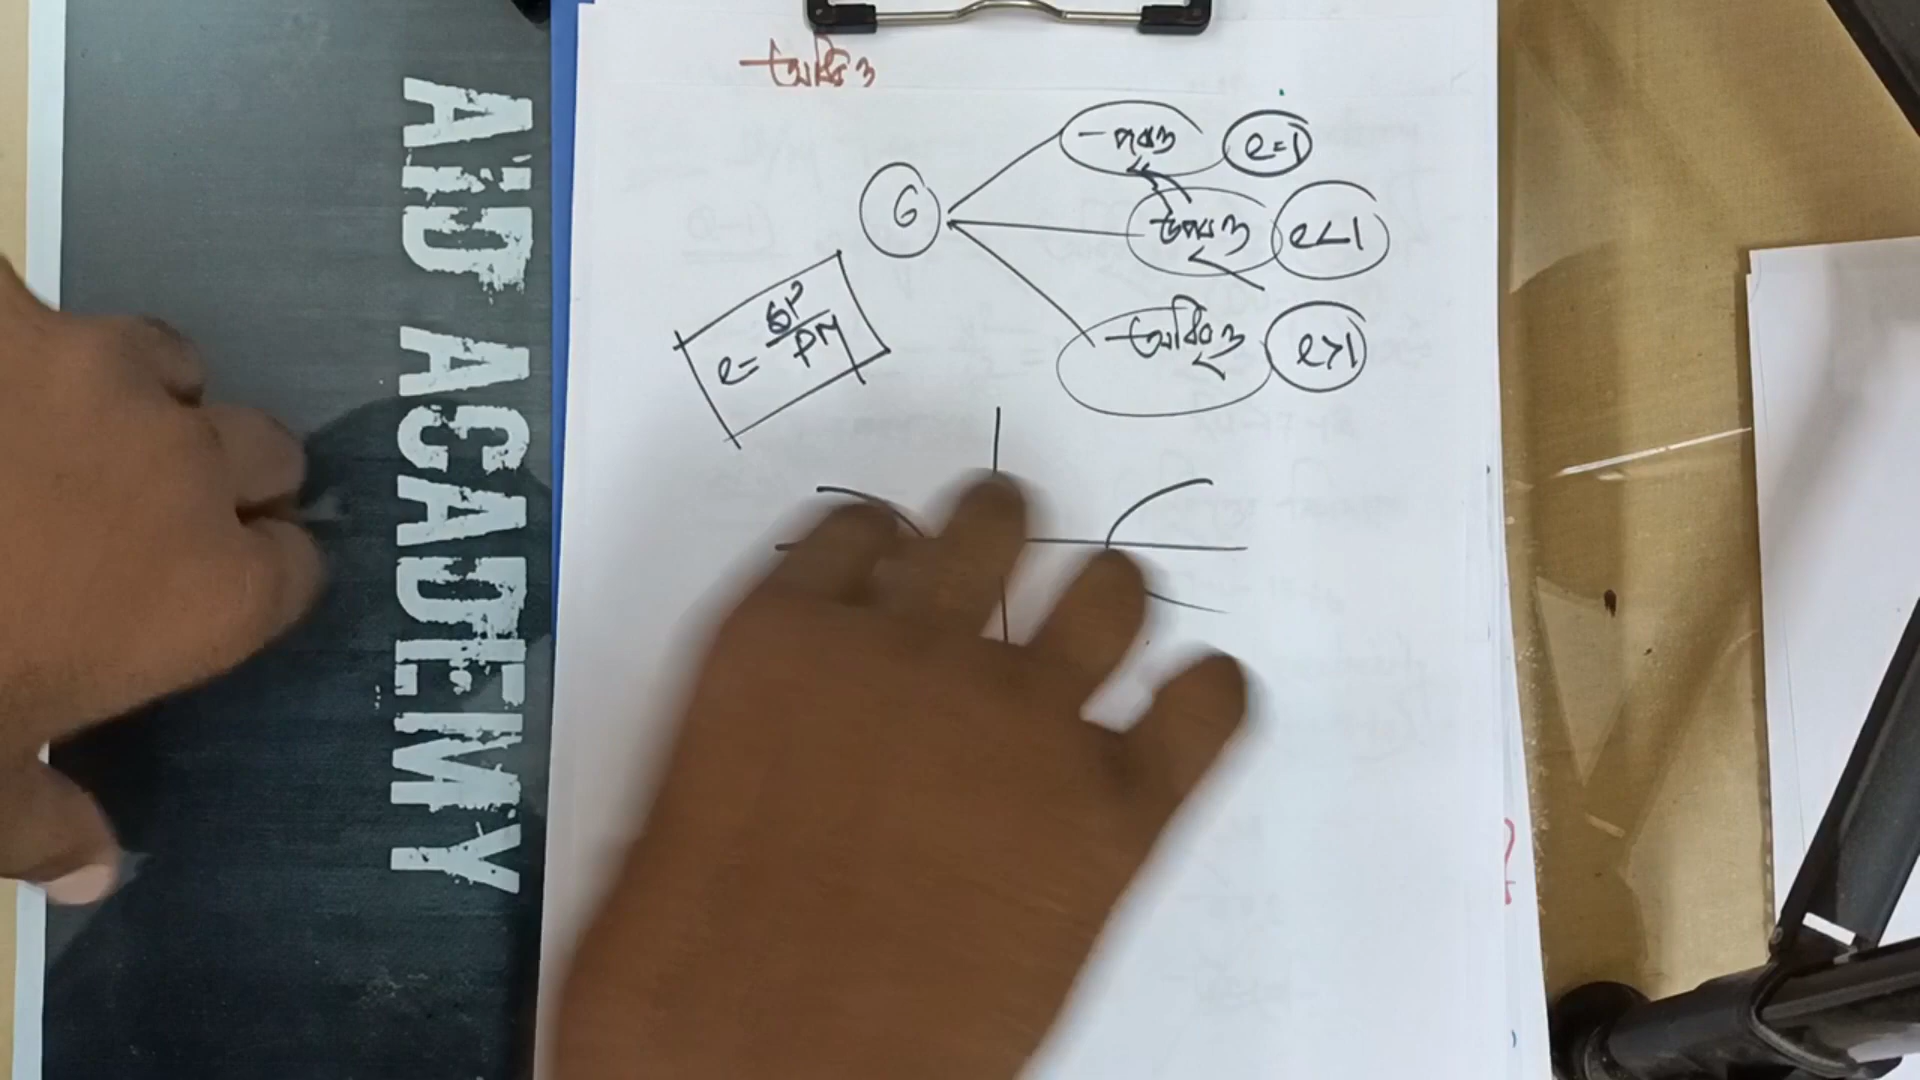 অধিবৃত্ত
পরাবৃত্ত e=1
G
উপবৃত্ত e<1
e = SP/PM
অধিবৃত্ত e>1
AID ACADEMY